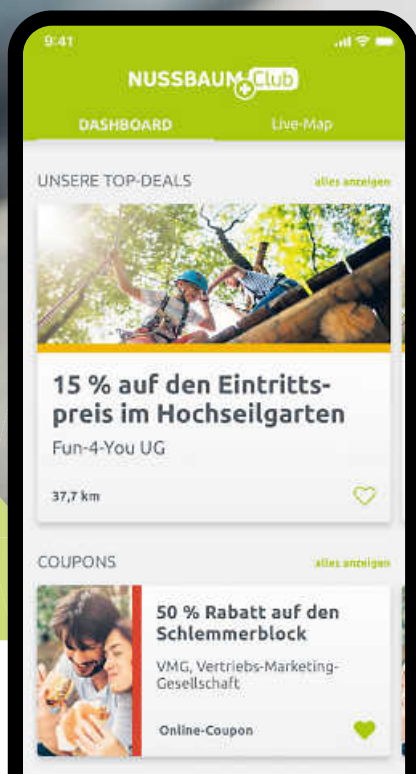 9:41
NUSSBAUM Club
DASHBOARD Live-Map
UNSERE TOP-DEALS alles anzeigen
15 % auf den Eintritts-
preis im Hochseilgarten
Fun-4-You UG
37,7 km
COUPONS alles anzeigen
50 % Rabatt auf den
Schlemmerblock
VMG, Vertriebs-Marketing-
Gesellschaft
Online-Coupon